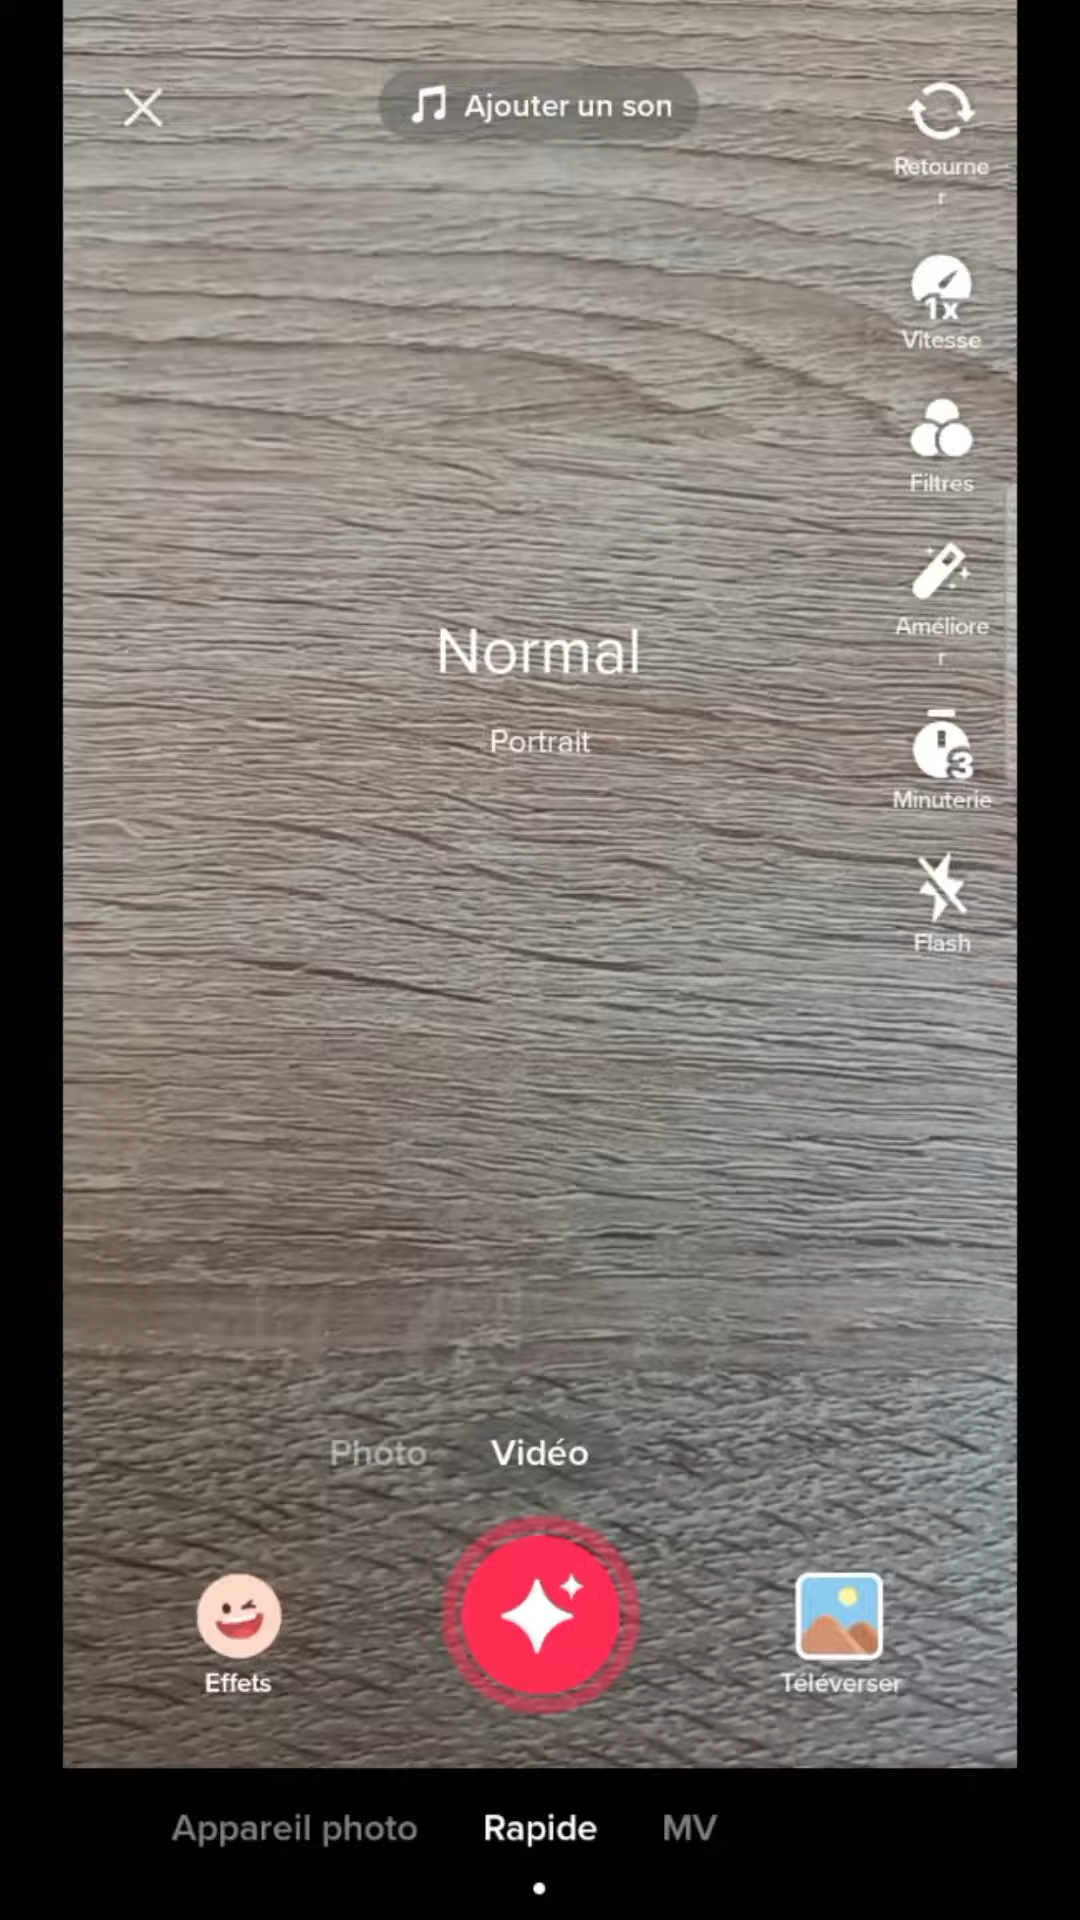 Ajouter un son
Retourne
r
1x
Vitesse
Filtres
Améliore
r
3
Minuterie
Flash
Normal
Portrait
Photo Vidéo
Effets
Téléverser
Appareil photo Rapide MV